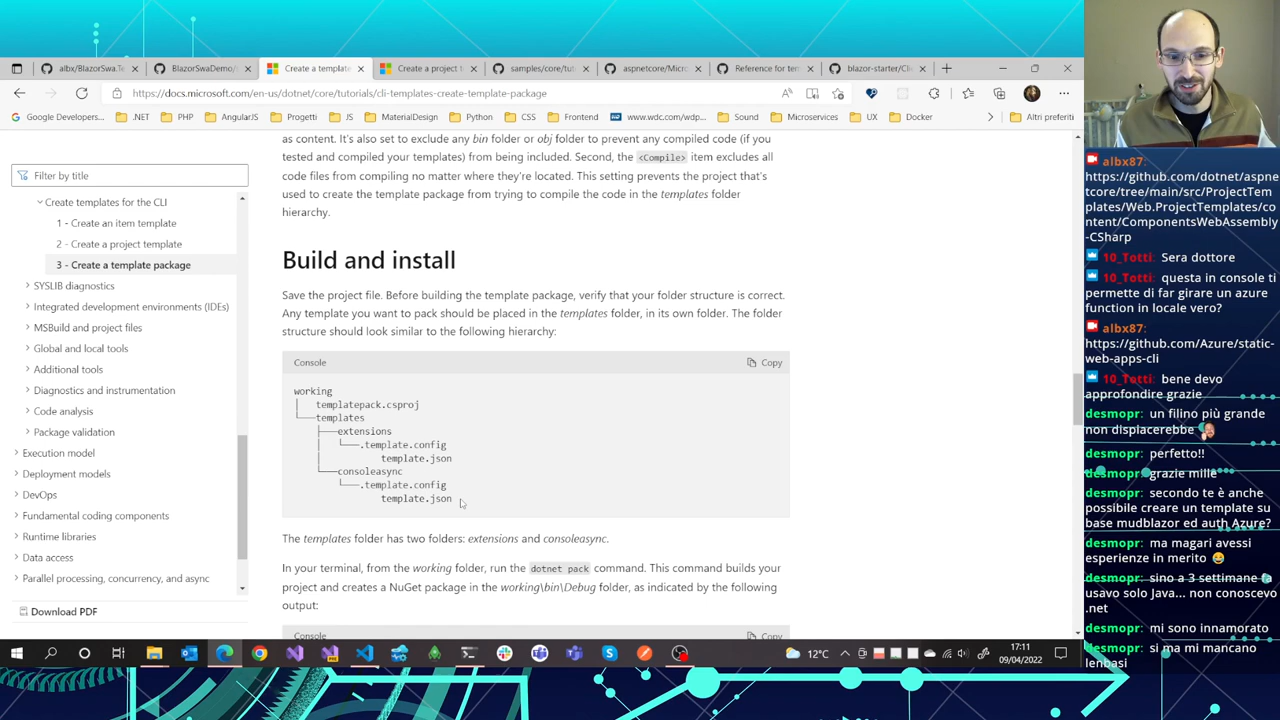 albx/BlazorSwa.Te
BlazorSwaDemo/
Create a template
Create a project te
samples/core/tut
aspnetcore/Micr
Reference for tem
blazor-starter/Clie
https://docs.microsoft.com/en-us/dotnet/core/tutorials/cli-templates-create-template-package
Google Developers...
.NET
PHP
AngularJS
Progetti
JS
MaterialDesign
Python
CSS
Frontend
www.wdc.com/wdp...
Sound
Microservices
UX
Docker
Altri preferiti
Filter by title
Create templates for the CLI
1 - Create an item template
2 - Create a project template
3 - Create a template package
SYSLIB diagnostics
Integrated development environments (IDEs)
MSBuild and project files
Global and local tools
Additional tools
Diagnostics and instrumentation
Code analysis
Package validation
Execution model
Deployment models
DevOps
Fundamental coding components
Runtime libraries
Data access
Parallel processing, concurrency, and async
Download PDF
as content. It's also set to exclude any bin folder or obj folder to prevent any compiled code (if you
tested and compiled your templates) from being included. Second, the <Compile> item excludes all
code files from compiling no matter where they're located. This setting prevents the project that's
used to create the template package from trying to compile the code in the templates folder
hierarchy.
Build and install
Save the project file. Before building the template package, verify that your folder structure is correct.
Any template you want to pack should be placed in the templates folder, in its own folder. The folder
structure should look similar to the following hierarchy:
Console
Copy
working
│   templatepack.csproj
└───templates
    ├───extensions
    │   └───.template.config
    │           template.json
    └───consoleasync
        └───.template.config
                template.json
The templates folder has two folders: extensions and consoleasync.
In your terminal, from the working folder, run the dotnet pack command. This command builds your
project and creates a NuGet package in the working\bin\Debug folder, as indicated by the following
output:
Console
Copy
12°C
17:11
09/04/2022
albx87:
https://github.com/dotnet/aspne
tcore/tree/main/src/ProjectTem
plates/Web.ProjectTemplates/co
ntent/ComponentsWebAssembly
-CSharp
10_Totti: Sera dottore
10_Totti: questa in console ti
permette di far girare un azure
function in locale vero?
albx87:
https://github.com/Azure/static-
web-apps-cli
10_Totti: bene devo
approfondire grazie
desmopr: un filino più grande
non displacerebbe
desmopr: perfetto!!
desmopr: grazie mille
desmopr: secondo te è anche
possibile creare un template su
base mudblazor ed auth Azure?
desmopr: ma magari avessi
esperienze in merito
desmopr: sino a 3 settimane fa
usavo solo Java... non conoscevo
.net
desmopr: mi sono innamorato
desmopr: si ma mi mancano
lenbasi